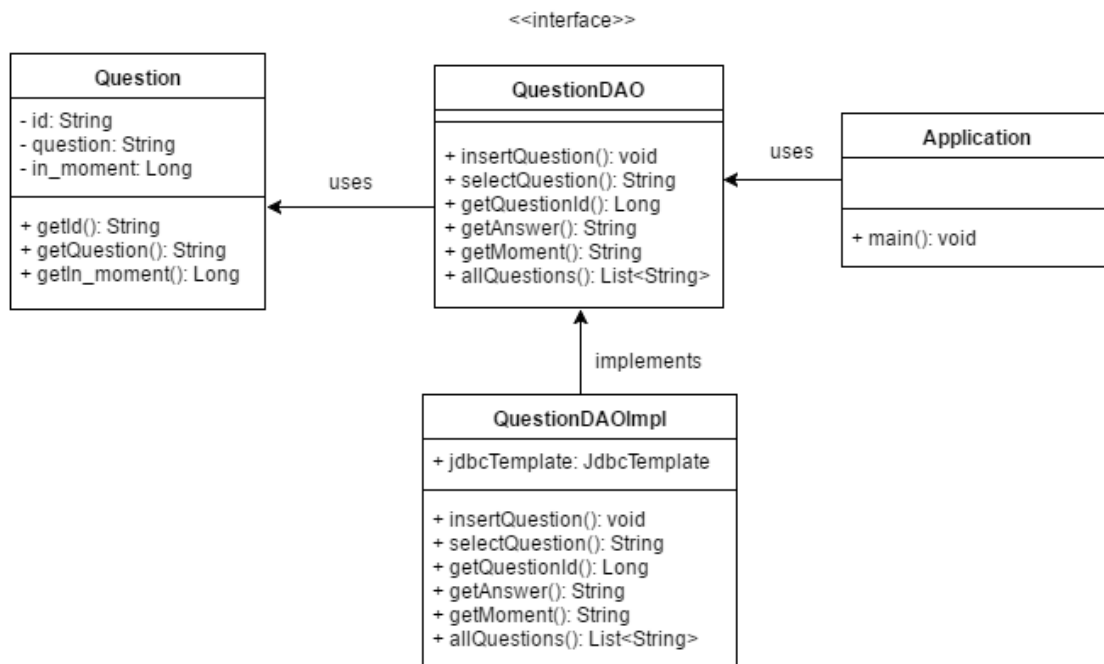 <<interface>>
Question
- id: String
- question: String
- in_moment: Long
+ getId(): String
+ getQuestion(): String
+ getIn_moment(): Long
uses
QuestionDAO
+ insertQuestion(): void
+ selectQuestion(): String
+ getQuestionId(): Long
+ getAnswer(): String
+ getMoment(): String
+ allQuestions(): List<String>
uses
Application
+ main(): void
implements
QuestionDAOImpl
+ jdbcTemplate: JdbcTemplate
+ insertQuestion(): void
+ selectQuestion(): String
+ getQuestionId(): Long
+ getAnswer(): String
+ getMoment(): String
+ allQuestions(): List<String>